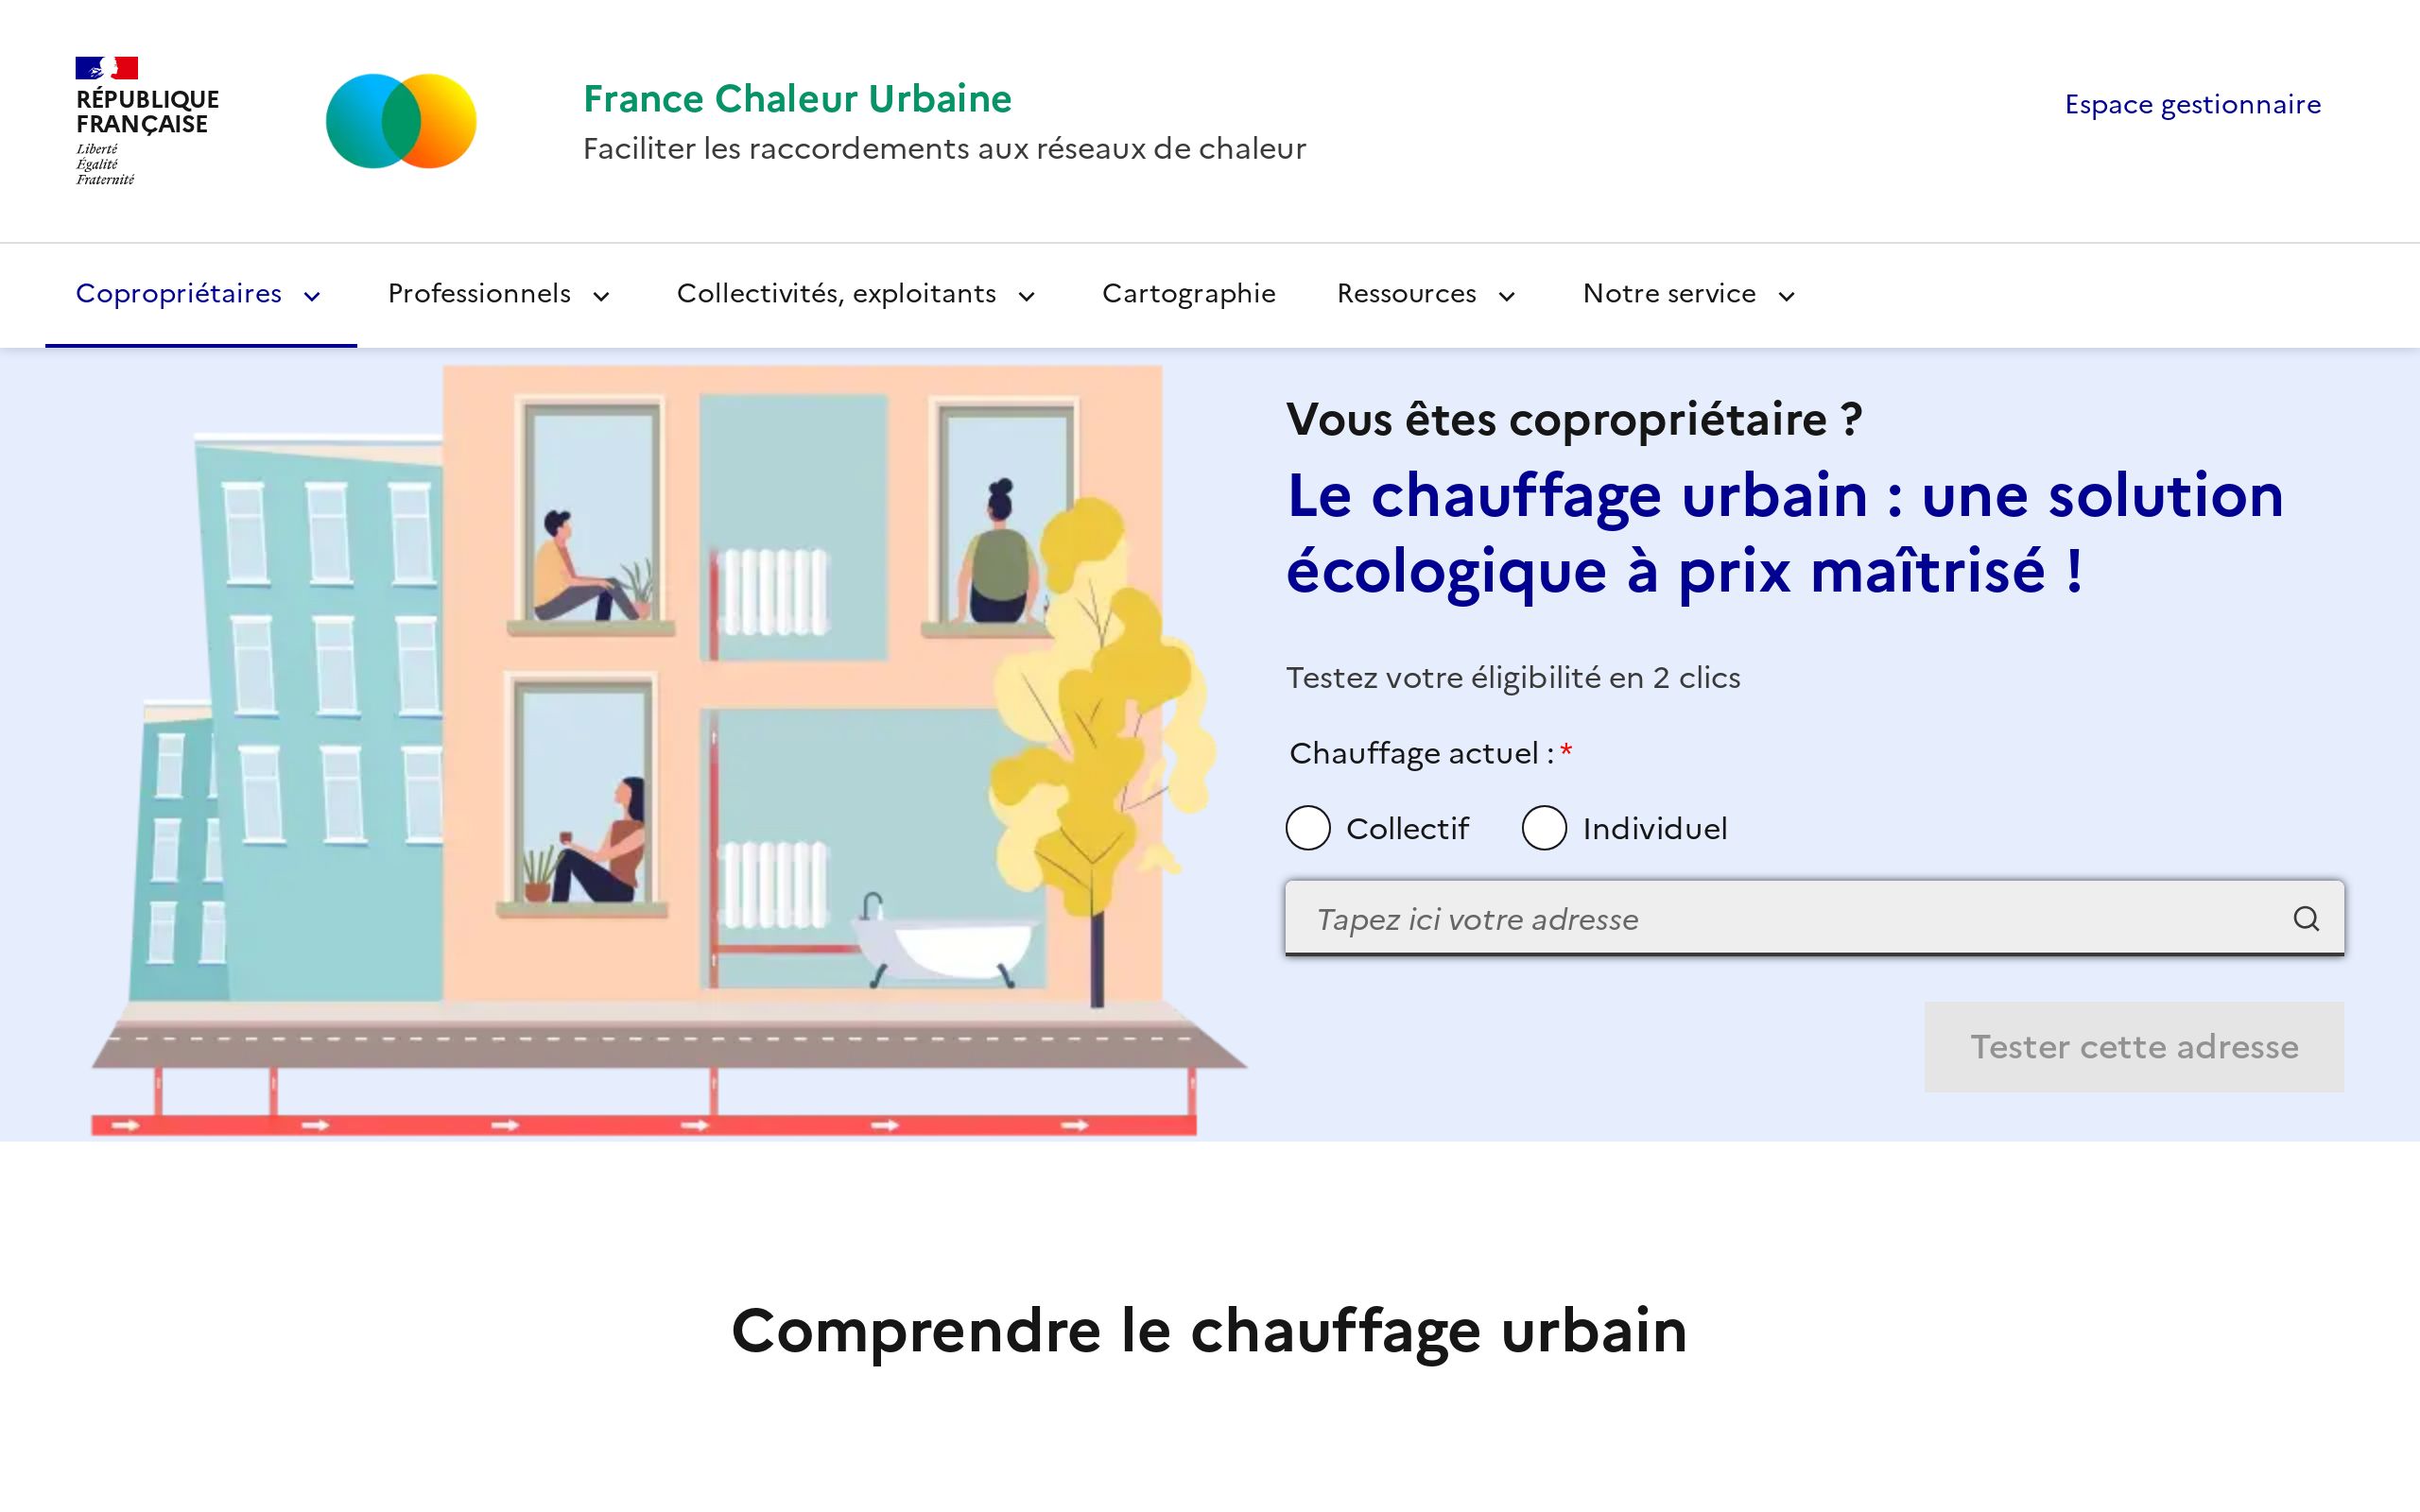 RÉPUBLIQUE
FRANÇAISE
Liberté
Égalité
Fraternité
France Chaleur Urbaine
Faciliter les raccordements aux réseaux de chaleur
Espace gestionnaire
Copropriétaires
Professionnels
Collectivités, exploitants
Cartographie
Ressources
Notre service
Vous êtes copropriétaire ?
Le chauffage urbain : une solution
écologique à prix maîtrisé !
Testez votre éligibilité en 2 clics
Chauffage actuel : *
Collectif
Individuel
Tapez ici votre adresse
Tester cette adresse
Comprendre le chauffage urbain